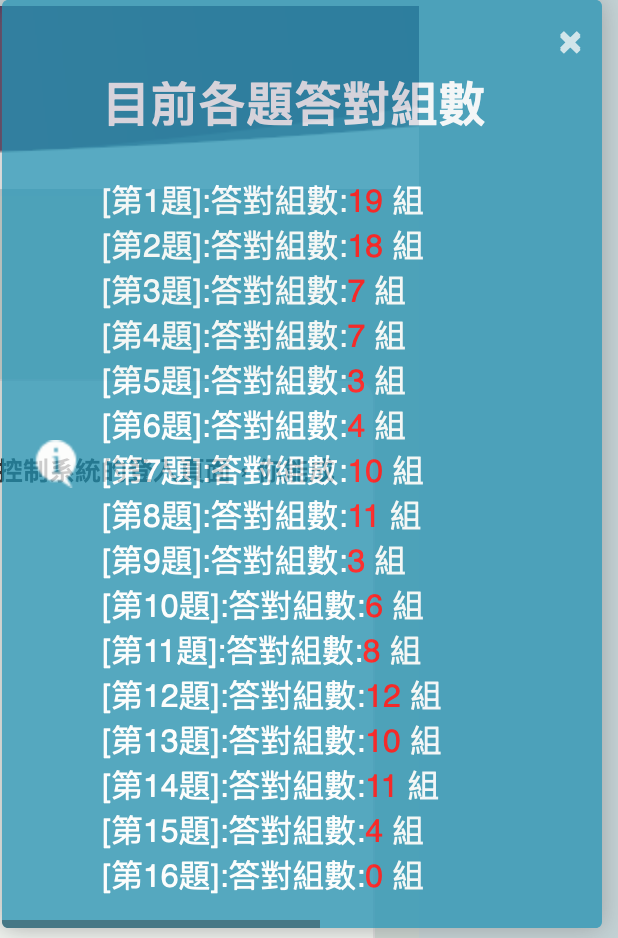 目前各題答對組數
[第1題]:答對組數:19 組
[第2題]:答對組數:18 組
[第3題]:答對組數:7 組
[第4題]:答對組數:7 組
[第5題]:答對組數:3 組
[第6題]:答對組數:4 組
控制系統
[第7題]:答對組數:10 組
[第8題]:答對組數:11 組
[第9題]:答對組數:3 組
[第10題]:答對組數:6 組
[第11題]:答對組數:8 組
[第12題]:答對組數:12 組
[第13題]:答對組數:10 組
[第14題]:答對組數:11 組
[第15題]:答對組數:4 組
[第16題]:答對組數:0 組